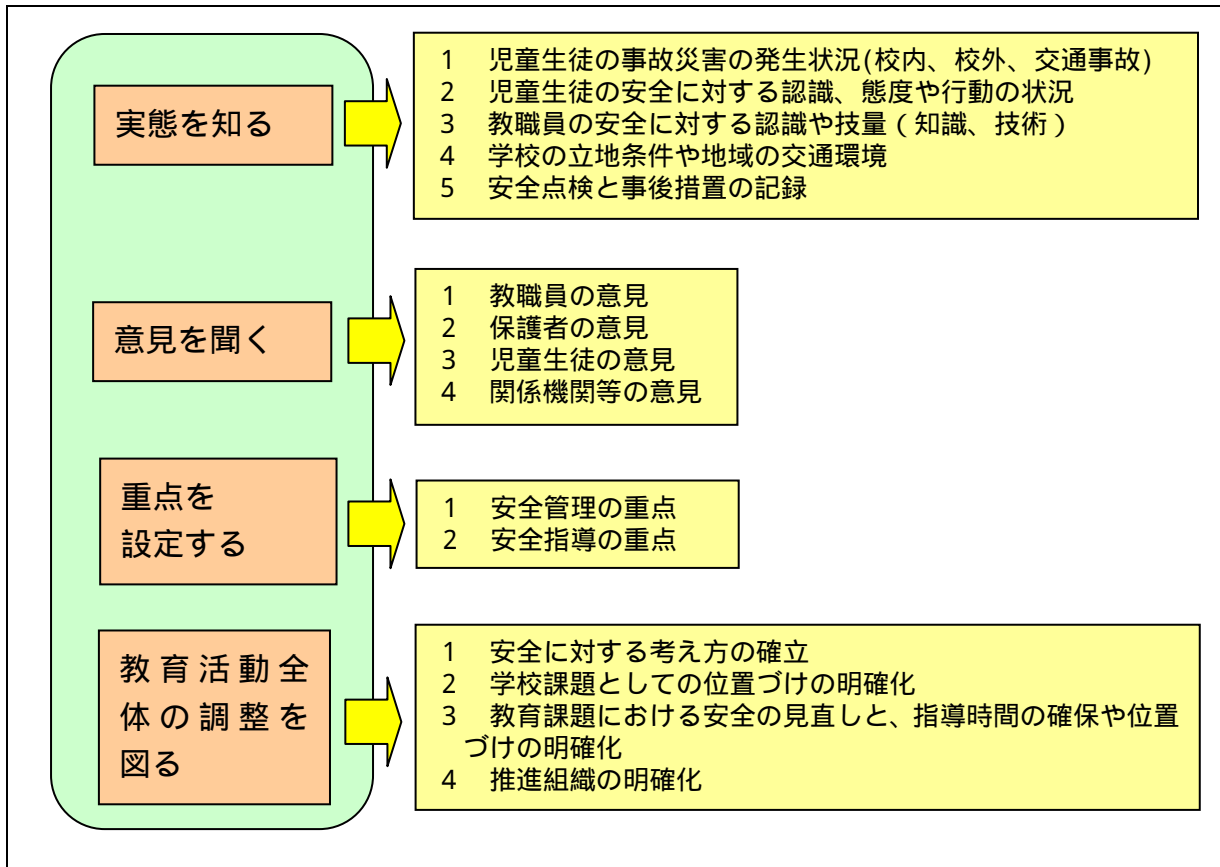 実態を知る
1 児童生徒の事故災害の発生状況(校内、校外、交通事故)
2 児童生徒の安全に対する認識、態度や行動の状況
3 教職員の安全に対する認識や技量(知識、技術)
4 学校の立地条件や地域の交通環境
5 安全点検と事後措置の記録
意見を聞く
1 教職員の意見
2 保護者の意見
3 児童生徒の意見
4 関係機関等の意見
重点を
設定する
1 安全管理の重点
2 安全指導の重点
教育活動全
体の調整を
図る
1 安全に対する考え方の確立
2 学校課題としての位置づけの明確化
3 教育課題における安全の見直しと、指導時間の確保や位置
づけの明確化
4 推進組織の明確化